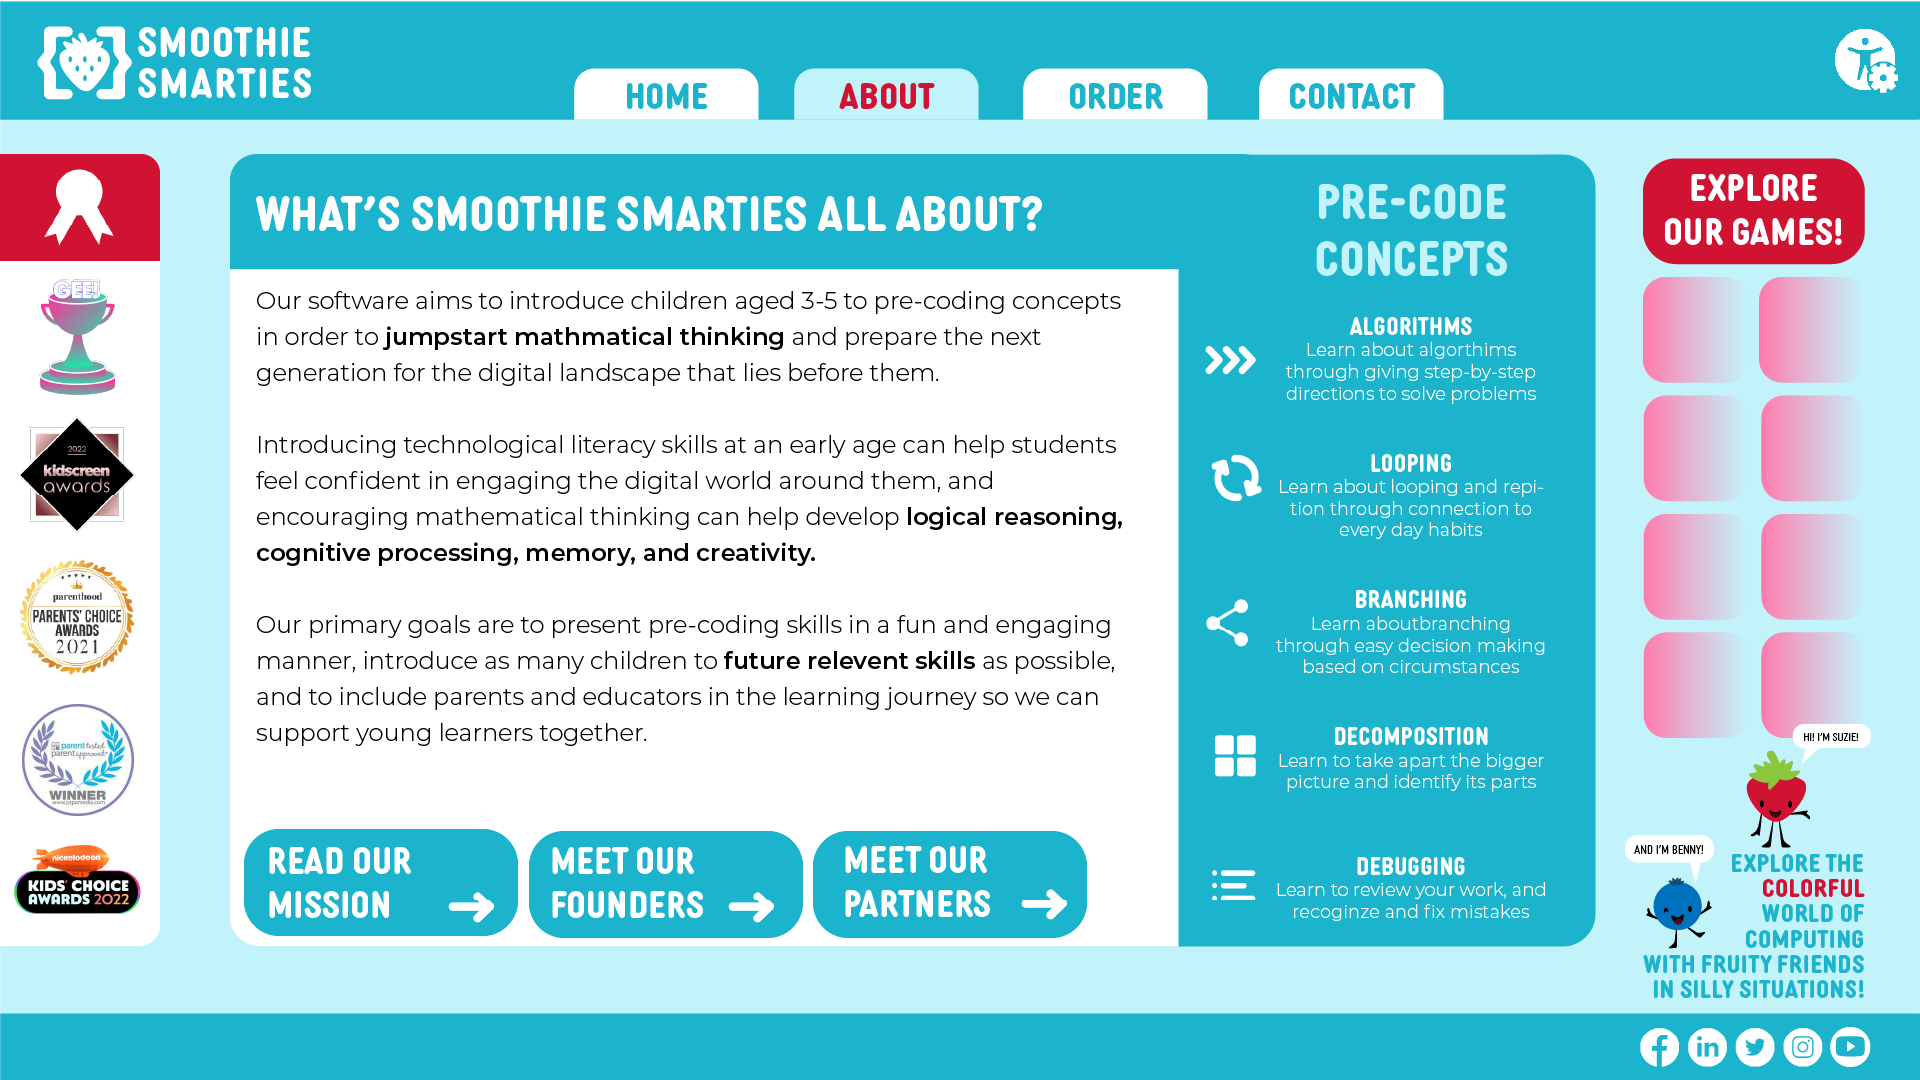 SMOOTHIE
SMARTIES
HOME
ABOUT
ORDER
CONTACT
GEE!
2022
kidscreen
awards
parenthood
PARENTS' CHOICE
AWARDS
2021
parent tested
parent approved
WINNER
www.ptpamedia.com
nickelodeon
KIDS' CHOICE
AWARDS 2022
WHAT'S SMOOTHIE SMARTIES ALL ABOUT?
Our software aims to introduce children aged 3-5 to pre-coding concepts
in order to jumpstart mathmatical thinking and prepare the next
generation for the digital landscape that lies before them.
Introducing technological literacy skills at an early age can help students
feel confident in engaging the digital world around them, and
encouraging mathematical thinking can help develop logical reasoning,
cognitive processing, memory, and creativity.
Our primary goals are to present pre-coding skills in a fun and engaging
manner, introduce as many children to future relevent skills as possible,
and to include parents and educators in the learning journey so we can
support young learners together.
READ OUR
MISSION
MEET OUR
FOUNDERS
MEET OUR
PARTNERS
PRE-CODE
CONCEPTS
ALGORITHMS
Learn about algorthims
through giving step-by-step
directions to solve problems
LOOPING
Learn about looping and repi-
tion through connection to
every day habits
BRANCHING
Learn aboutbranching
through easy decision making
based on circumstances
DECOMPOSITION
Learn to take apart the bigger
picture and identify its parts
DEBUGGING
Learn to review your work, and
recoginze and fix mistakes
EXPLORE
OUR GAMES!
HI! I'M SUZIE!
AND I'M BENNY!
EXPLORE THE
COLORFUL
WORLD OF
COMPUTING
WITH FRUITY FRIENDS
IN SILLY SITUATIONS!
in